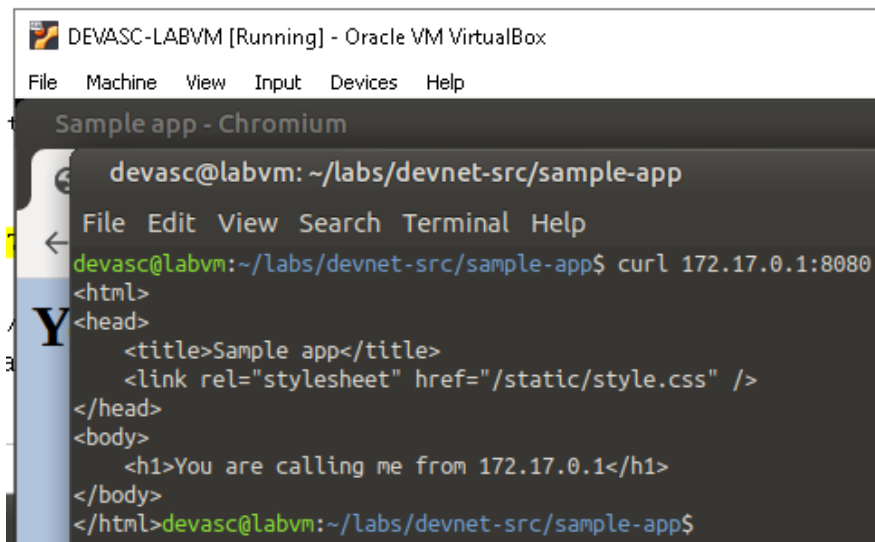 DEVASC-LABVM [Running] - Oracle VM VirtualBox
File Machine View Input Devices Help
Sample app - Chromium
devasc@labvm: ~/labs/devnet-src/sample-app
File Edit View Search Terminal Help
devasc@labvm:~/labs/devnet-src/sample-app$ curl 172.17.0.1:8080
<html>
<head>
    <title>Sample app</title>
    <link rel="stylesheet" href="/static/style.css" />
</head>
<body>
    <h1>You are calling me from 172.17.0.1</h1>
</body>
</html>devasc@labvm:~/labs/devnet-src/sample-app$
Y